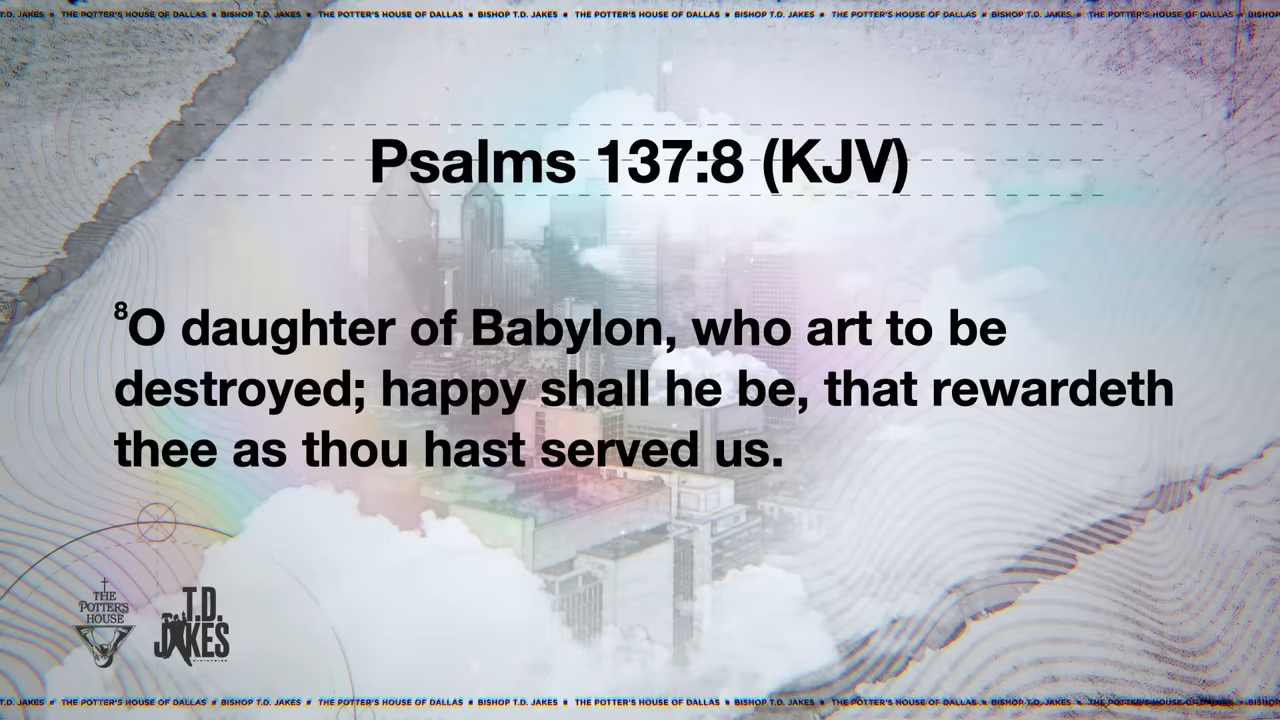 T.D. JAKES ■ THE POTTER'S HOUSE OF DALLAS ■ BISHOP T.D. JAKES ■ THE POTTER'S HOUSE OF DALLAS ■ BISHOP T.D. JAKES ■ THE POTTER'S HOUSE OF DALLAS ■ BISHOP T.D. JAKES ■ THE POTTER'S HOUSE OF DALLAS ■ BISHOP
Psalms 137:8 (KJV)
8O daughter of Babylon, who art to be
destroyed; happy shall he be, that rewardeth
thee as thou hast served us.
THE
POTTER'S
HOUSE
T.D.
JAKES
MINISTRIES
T.D. JAKES ■ THE POTTER'S HOUSE OF DALLAS ■ BISHOP T.D. JAKES ■ THE POTTER'S HOUSE OF DALLAS ■ BISHOP T.D. JAKES ■ THE POTTER'S HOUSE OF DALLAS ■ BISHOP T.D. JAKES ■ THE POTTER'S HOUSE OF DALLAS ■ BISHOP